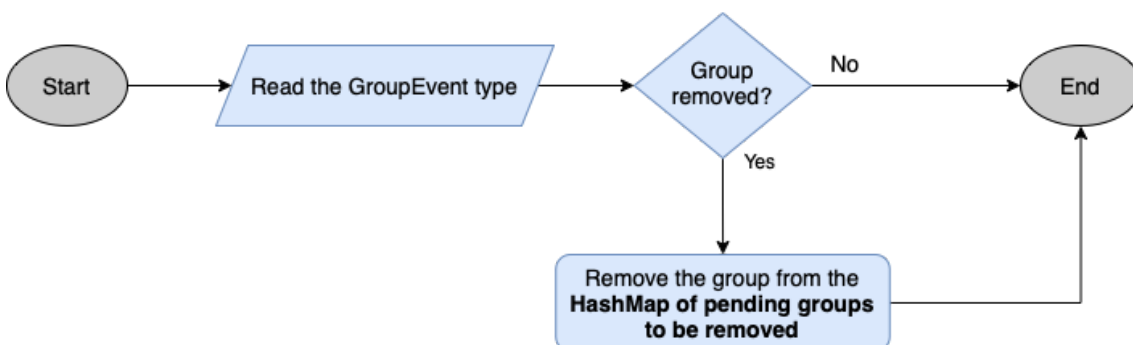 Start
Read the GroupEvent type
Group
removed?
No
End
Yes
Remove the group from the
HashMap of pending groups
to be removed